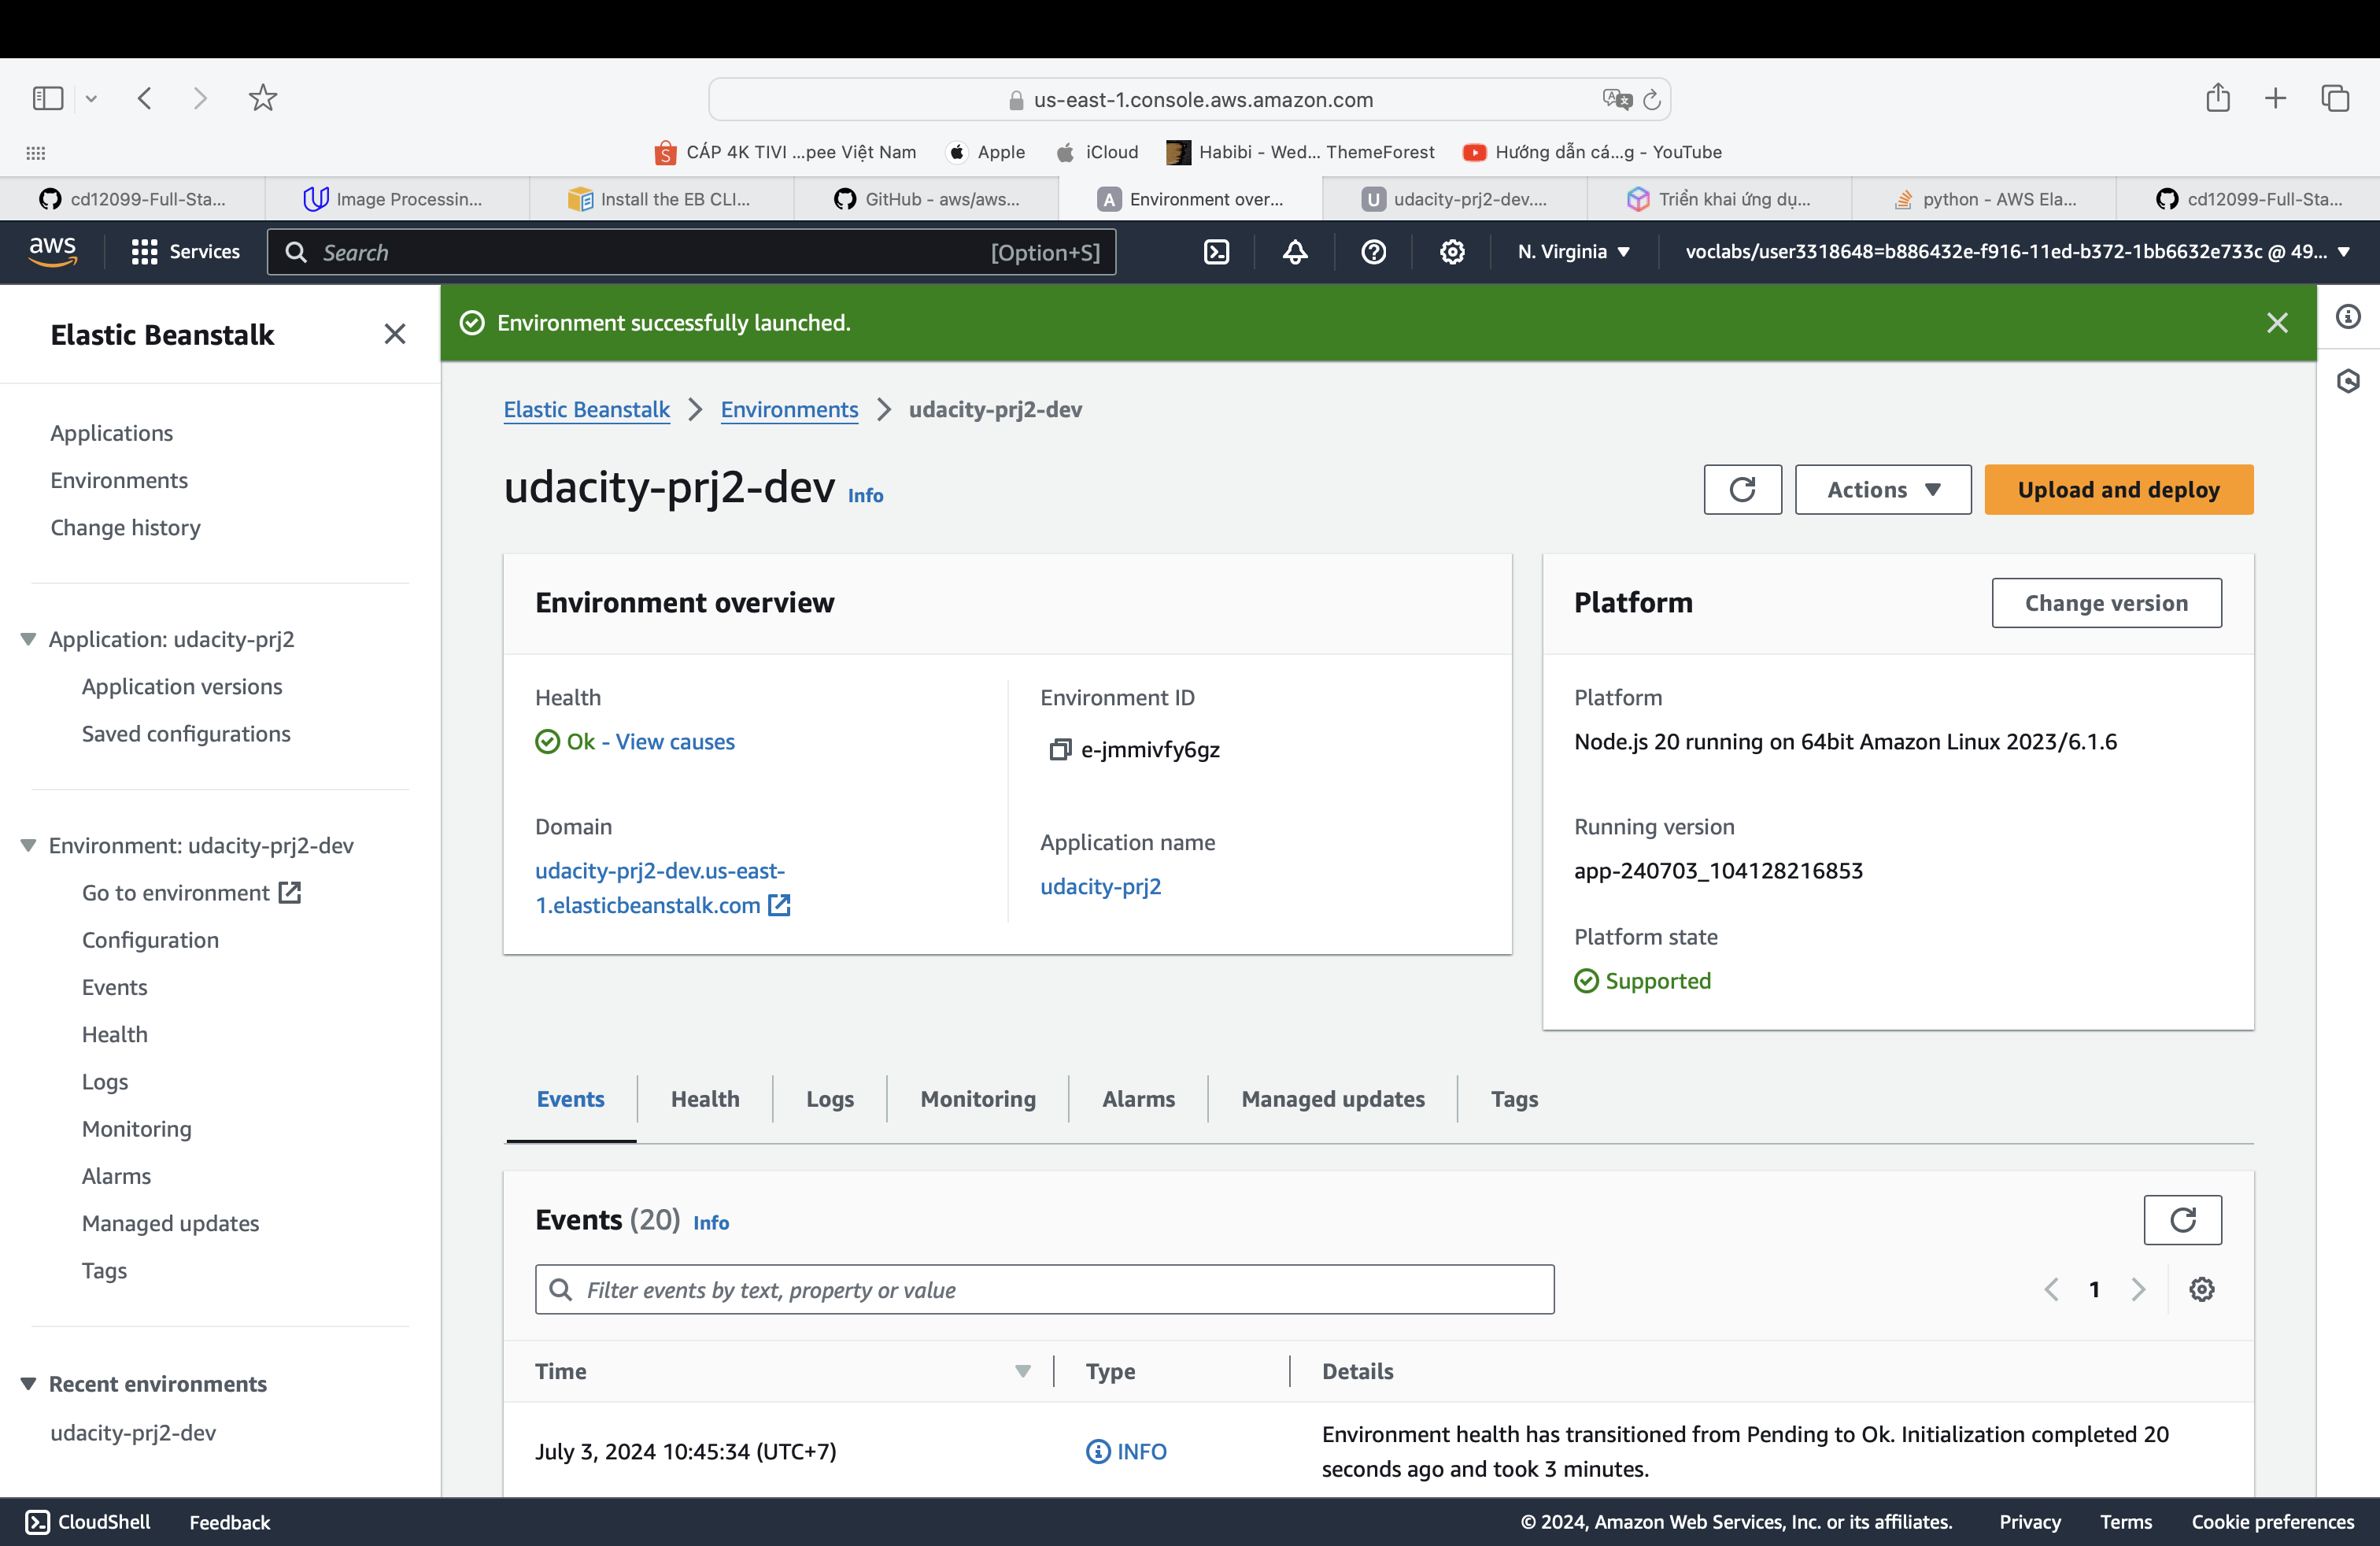 us-east-1.console.aws.amazon.com
CÁP 4K TIVI ...pee Việt Nam
Apple
iCloud
Habibi - Wed... ThemeForest
Hướng dẫn cá...g - YouTube
cd12099-Full-Sta...
Image Processin...
Install the EB CLI...
GitHub - aws/aws...
A Environment over...
U udacity-prj2-dev....
Triển khai ứng dụ...
python - AWS Ela...
cd12099-Full-Sta...
aws
Services
Search
[Option+S]
N. Virginia
voclabs/user3318648=b886432e-f916-11ed-b372-1bb6632e733c @ 49...
Elastic Beanstalk
Applications
Environments
Change history
Application: udacity-prj2
Application versions
Saved configurations
Environment: udacity-prj2-dev
Go to environment
Configuration
Events
Health
Logs
Monitoring
Alarms
Managed updates
Tags
Recent environments
udacity-prj2-dev
Environment successfully launched.
Elastic Beanstalk
Environments
udacity-prj2-dev
udacity-prj2-dev Info
Actions
Upload and deploy
Environment overview
Health
Ok - View causes
Domain
udacity-prj2-dev.us-east-
1.elasticbeanstalk.com
Environment ID
e-jmmivfy6gz
Application name
udacity-prj2
Platform
Change version
Platform
Node.js 20 running on 64bit Amazon Linux 2023/6.1.6
Running version
app-240703_104128216853
Platform state
Supported
Events
Health
Logs
Monitoring
Alarms
Managed updates
Tags
Events (20) Info
Filter events by text, property or value
1
Time
Type
Details
July 3, 2024 10:45:34 (UTC+7)
INFO
Environment health has transitioned from Pending to Ok. Initialization completed 20
seconds ago and took 3 minutes.
CloudShell
Feedback
© 2024, Amazon Web Services, Inc. or its affiliates.
Privacy
Terms
Cookie preferences